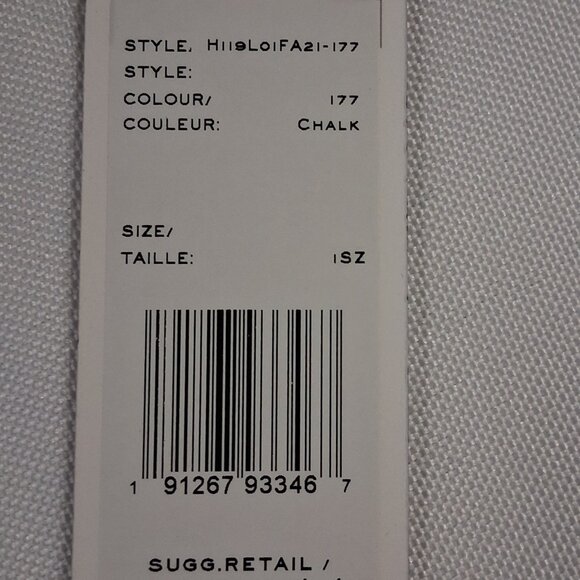 STYLE/ H119L01FA21-177
STYLE:
COLOUR/ 177
COULEUR: CHALK
SIZE/
TAILLE: 1SZ
1 91267 93346 7
SUGG.RETAIL /